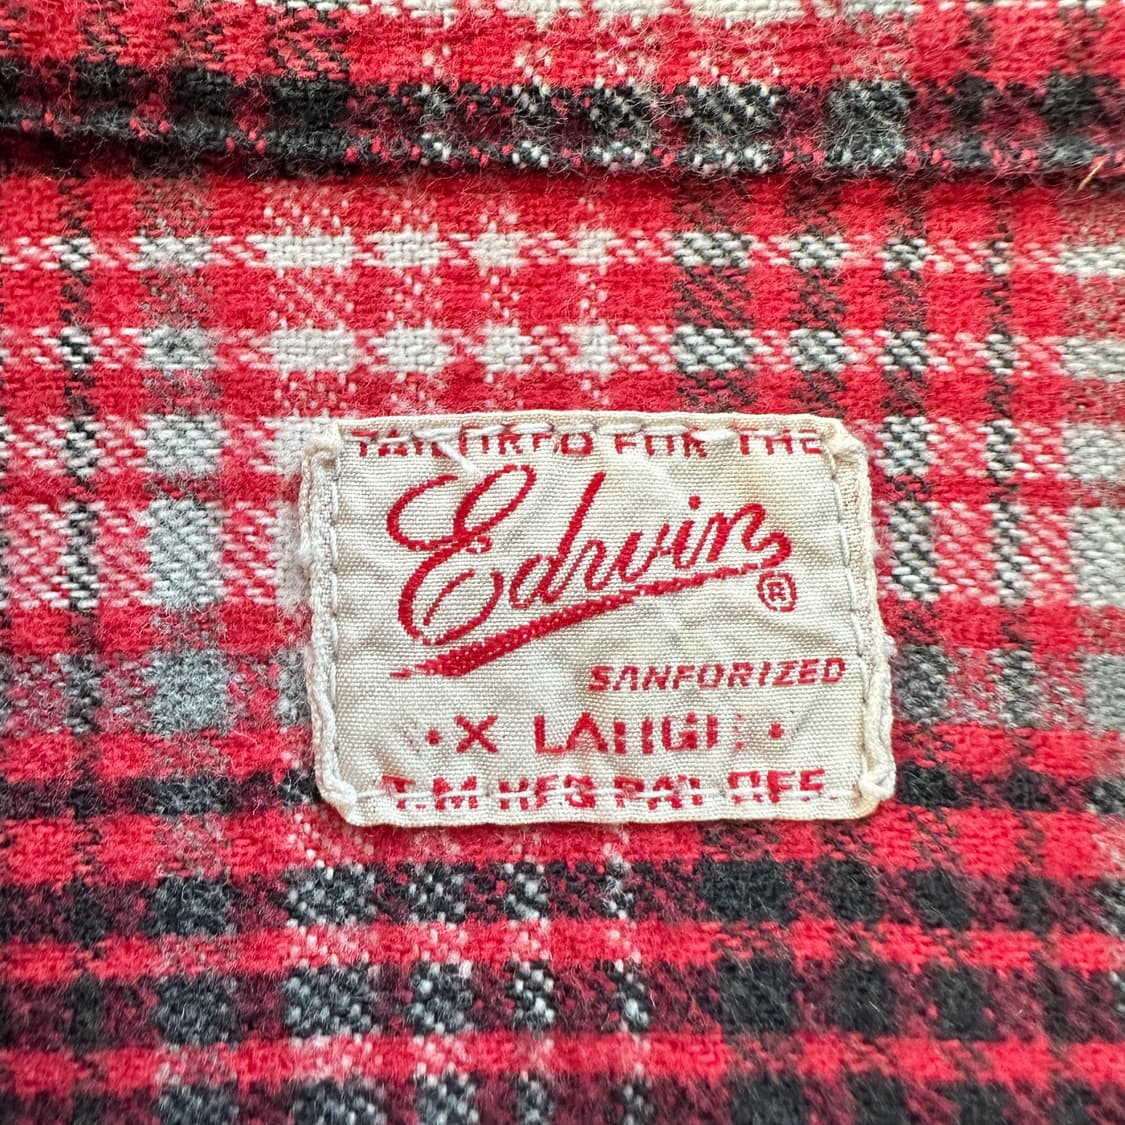 TAILORED FOR THE
Edwin®
SANFORIZED
· X LARGE ·
T.M. REG. PAT. OFF.